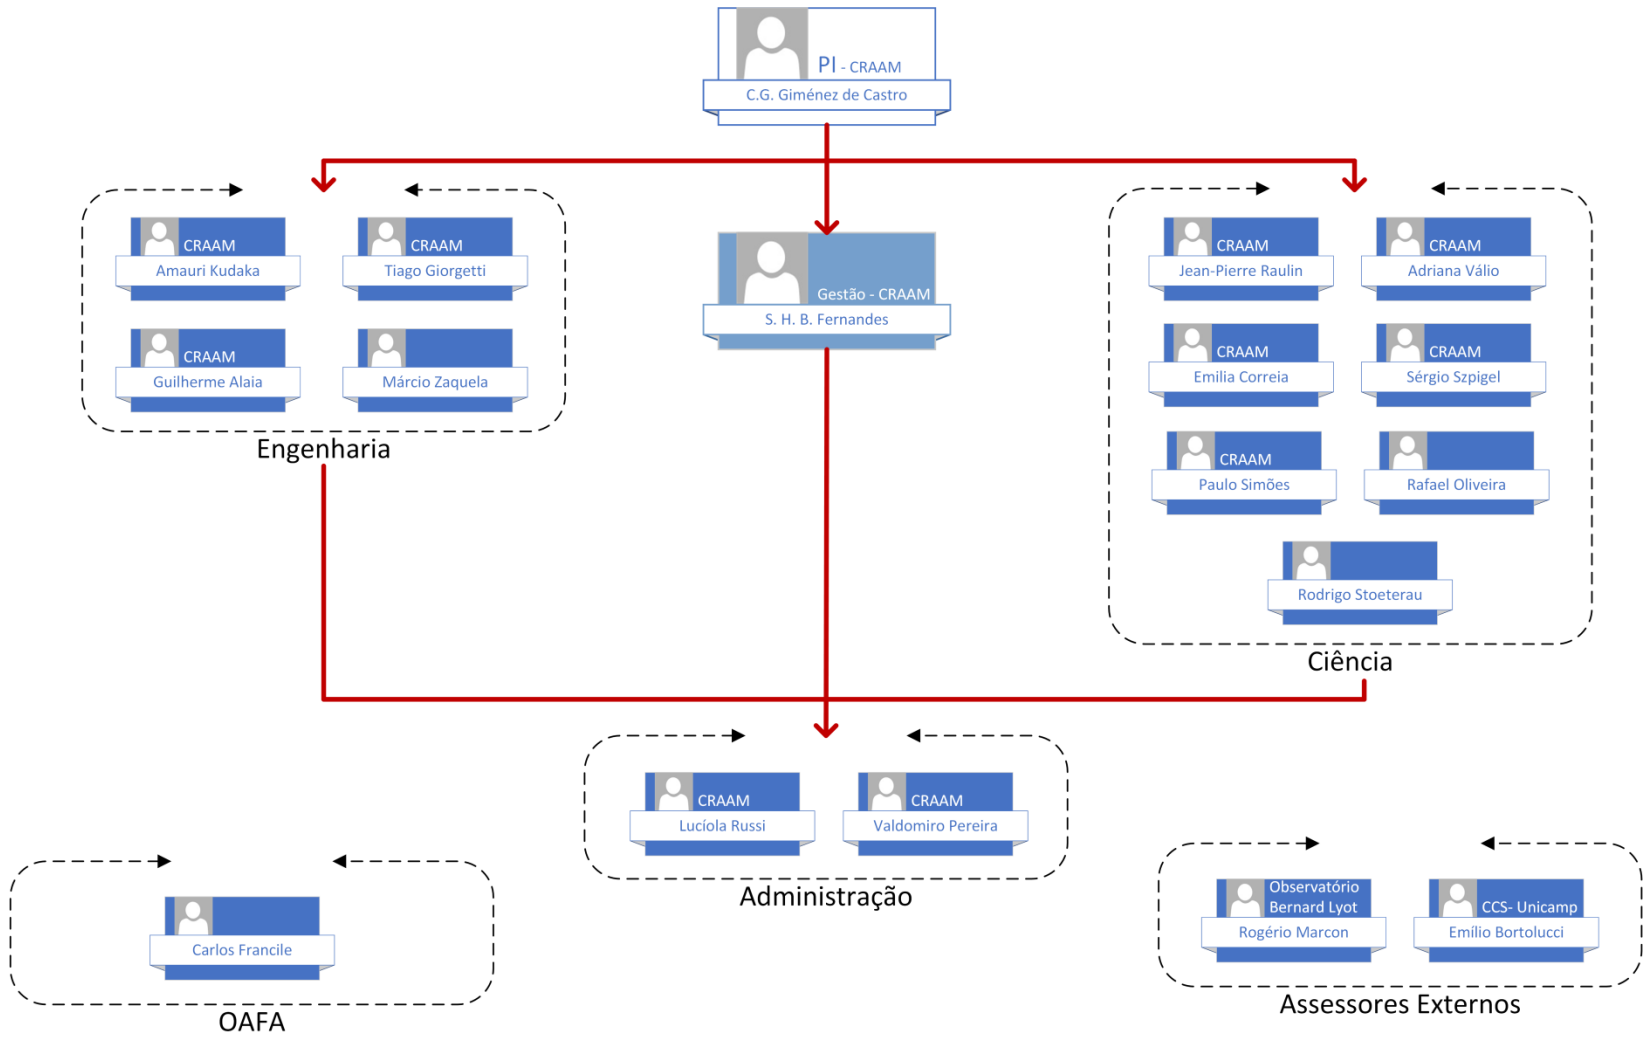 PI - CRAAM
C.G. Giménez de Castro
CRAAM
Amauri Kudaka
CRAAM
Tiago Giorgetti
CRAAM
Guilherme Alaia
Márcio Zaquela
Engenharia
Gestão - CRAAM
S. H. B. Fernandes
CRAAM
Jean-Pierre Raulin
CRAAM
Adriana Válio
CRAAM
Emilia Correia
CRAAM
Sérgio Szpigel
CRAAM
Paulo Simões
Rafael Oliveira
Rodrigo Stoeterau
Ciência
CRAAM
Lucíola Russi
CRAAM
Valdomiro Pereira
Administração
Carlos Francile
OAFA
Observatório
Bernard Lyot
Rogério Marcon
CCS- Unicamp
Emílio Bortolucci
Assessores Externos